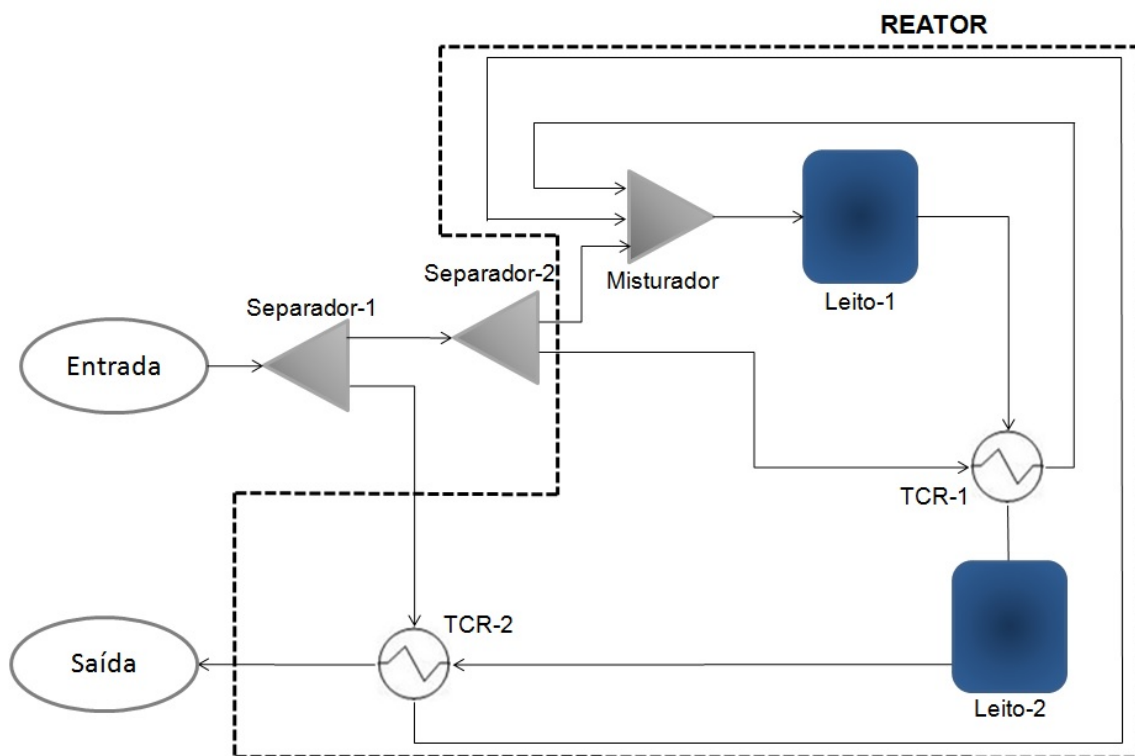 REATOR
Separador-2
Misturador
Leito-1
Separador-1
Entrada
TCR-1
TCR-2
Saída
Leito-2